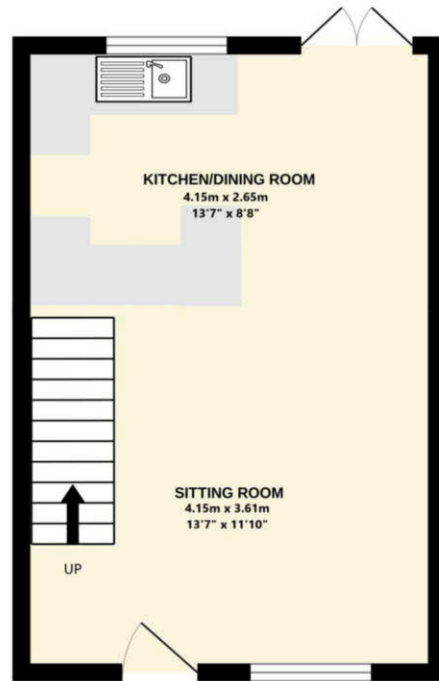 KITCHEN/DINING ROOM
4.15m x 2.65m
13'7" x 8'8"
SITTING ROOM
4.15m x 3.61m
13'7" x 11'10"
UP